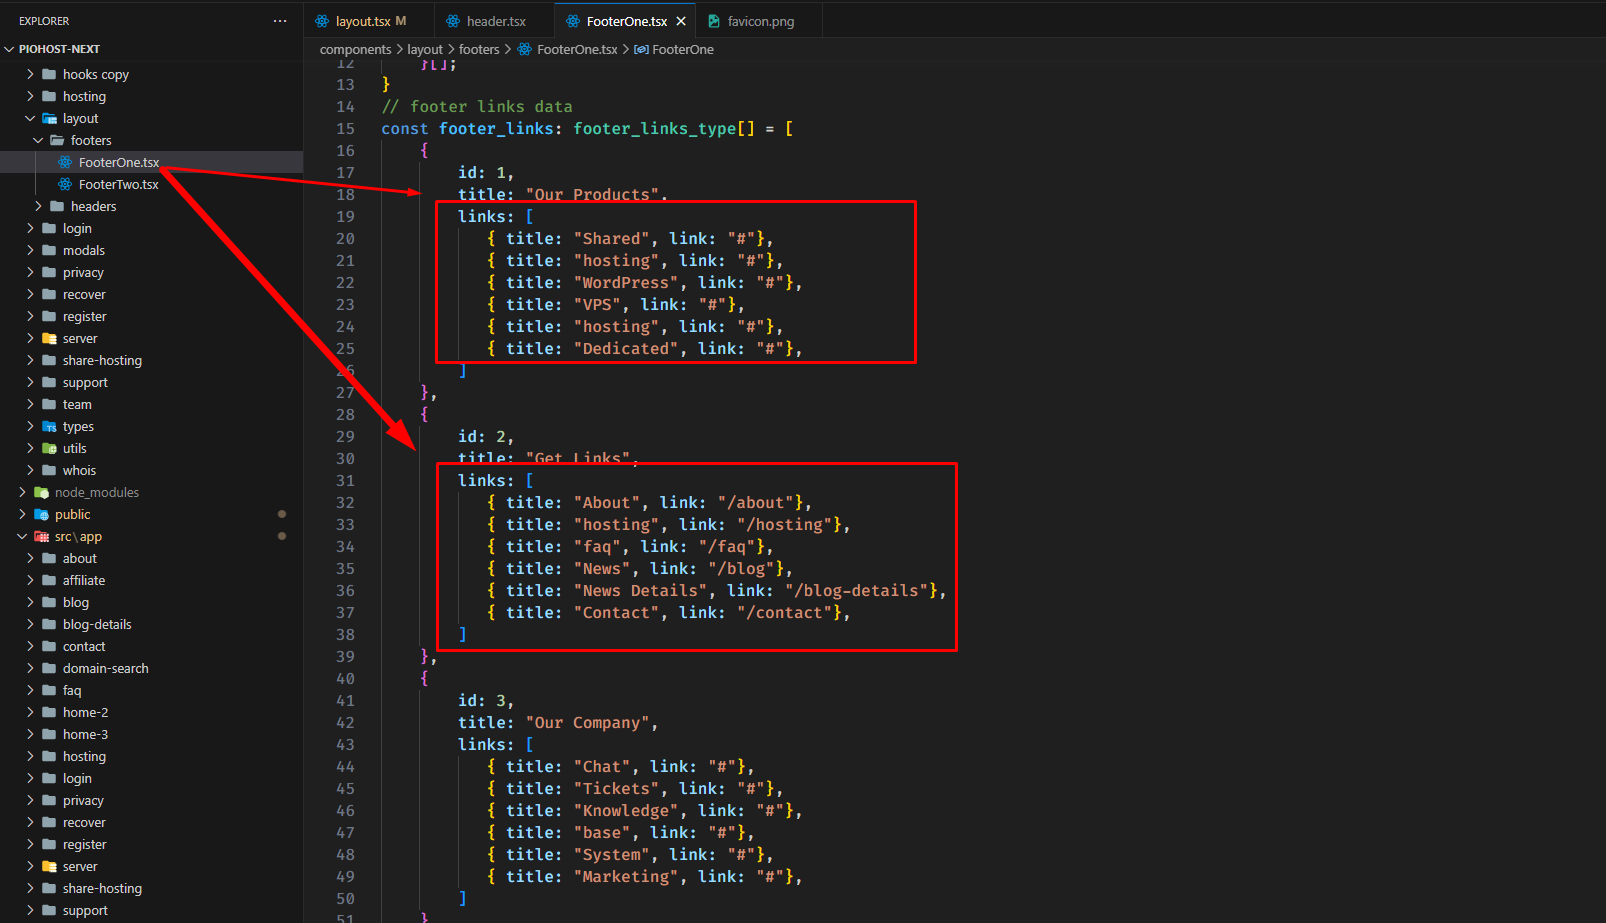 EXPLORER
···
PIOHOST-NEXT
hooks copy
hosting
layout
footers
FooterOne.tsx
FooterTwo.tsx
headers
login
modals
privacy
recover
register
server
share-hosting
support
team
types
utils
whois
node_modules
public
src\app
about
affiliate
blog
blog-details
contact
domain-search
faq
home-2
home-3
hosting
login
privacy
recover
register
server
share-hosting
support
layout.tsx M
header.tsx
FooterOne.tsx
favicon.png
components > layout > footers > FooterOne.tsx > FooterOne
12 }[];
13 }
14 // footer links data
15 const footer_links: footer_links_type[] = [
16 {
17 id: 1,
18 title: "Our Products",
19 links: [
20 { title: "Shared", link: "#"},
21 { title: "hosting", link: "#"},
22 { title: "WordPress", link: "#"},
23 { title: "VPS", link: "#"},
24 { title: "hosting", link: "#"},
25 { title: "Dedicated", link: "#"},
26 ]
27 },
28 {
29 id: 2,
30 title: "Get Links",
31 links: [
32 { title: "About", link: "/about"},
33 { title: "hosting", link: "/hosting"},
34 { title: "faq", link: "/faq"},
35 { title: "News", link: "/blog"},
36 { title: "News Details", link: "/blog-details"},
37 { title: "Contact", link: "/contact"},
38 ]
39 },
40 {
41 id: 3,
42 title: "Our Company",
43 links: [
44 { title: "Chat", link: "#"},
45 { title: "Tickets", link: "#"},
46 { title: "Knowledge", link: "#"},
47 { title: "base", link: "#"},
48 { title: "System", link: "#"},
49 { title: "Marketing", link: "#"},
50 ]
51 }